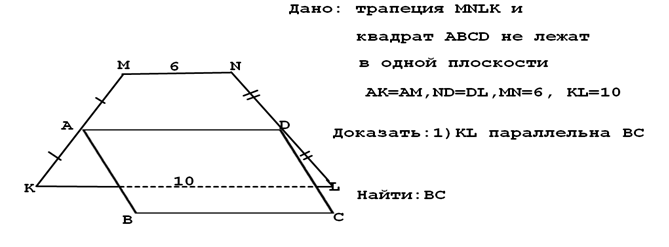 Дано: трапеция MNLK и
квадрат ABCD не лежат
в одной плоскости
AK=AM,ND=DL,MN=6, KL=10
Доказать:1)KL параллельна BC
Найти:BC
M 6 N
A D
K 10 L
B C